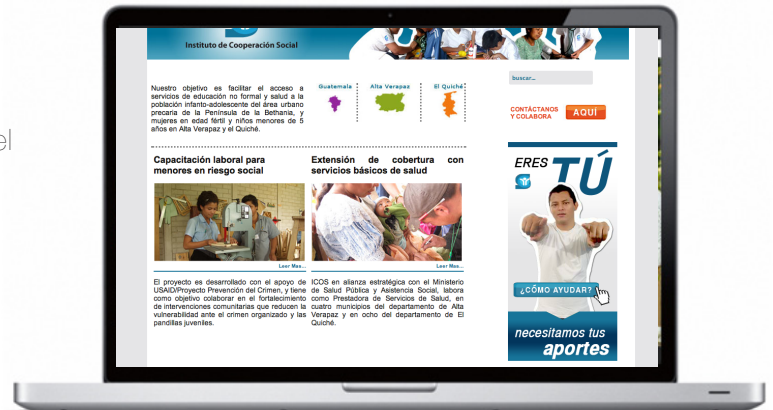 el
Instituto de Cooperación Social
Nuestro objetivo es facilitar el acceso a
servicios de educación no formal y salud a la
población infanto-adolescente del área urbano
precaria de la Península de la Bethania, y
mujeres en edad fértil y niños menores de 5
años en Alta Verapaz y el Quiché.
Guatemala
Alta Verapaz
El Quiché
buscar...
CONTÁCTANOS
Y COLABORA
AQUÍ
Capacitación laboral para
menores en riesgo social
Leer Mas...
El proyecto es desarrollado con el apoyo de
USAID/Proyecto Prevención del Crimen, y tiene
como objetivo colaborar en el fortalecimiento
de intervenciones comunitarias que reducen la
vulnerabilidad ante el crimen organizado y las
pandillas juveniles.
Extensión de cobertura con
servicios básicos de salud
Leer Mas...
ICOS en alianza estratégica con el Ministerio
de Salud Pública y Asistencia Social, labora
como Prestadora de Servicios de Salud, en
cuatro municipios del departamento de Alta
Verapaz y en ocho del departamento de El
Quiché.
ERES TÚ
¿CÓMO AYUDAR?
necesitamos tus
aportes